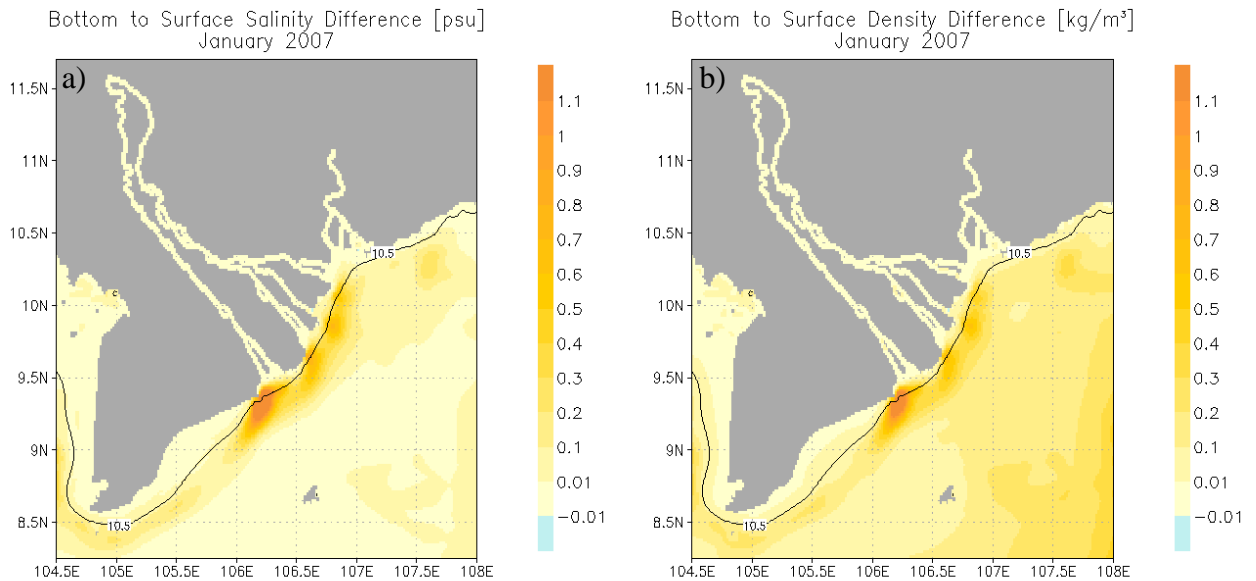 Bottom to Surface Salinity Difference [psu]
January 2007
a)
11.5N
11N
10.5N
10N
9.5N
9N
8.5N
104.5E 105E 105.5E 106E 106.5E 107E 107.5E 108E
10.5
10.5
1.1
1
0.9
0.8
0.7
0.6
0.5
0.4
0.3
0.2
0.1
0.01
−0.01
Bottom to Surface Density Difference [kg/m³]
January 2007
b)
11.5N
11N
10.5N
10N
9.5N
9N
8.5N
104.5E 105E 105.5E 106E 106.5E 107E 107.5E 108E
10.5
10.5
1.1
1
0.9
0.8
0.7
0.6
0.5
0.4
0.3
0.2
0.1
0.01
−0.01